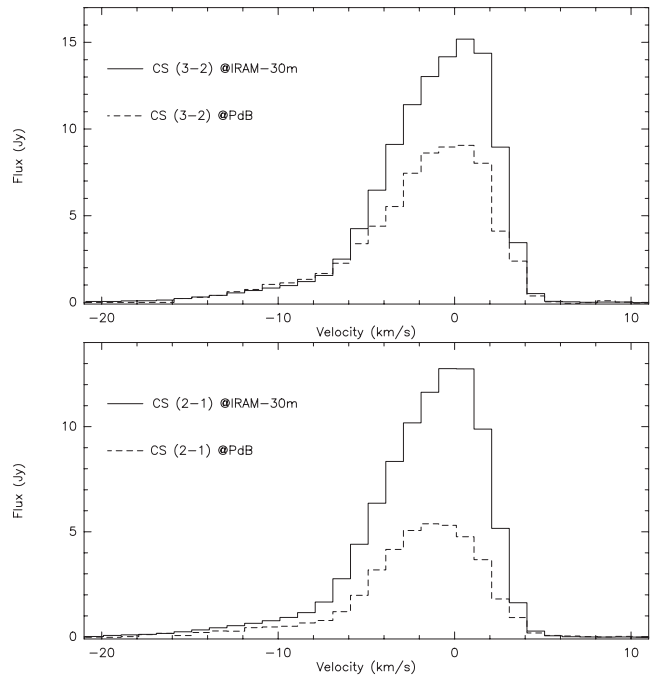 15
CS (3−2) @IRAM−30m
10
CS (3−2) @PdB
Flux (Jy)
5
0
−20 −10 0 10
Velocity (km/s)
CS (2−1) @IRAM−30m
10
CS (2−1) @PdB
Flux (Jy)
5
0
−20 −10 0 10
Velocity (km/s)